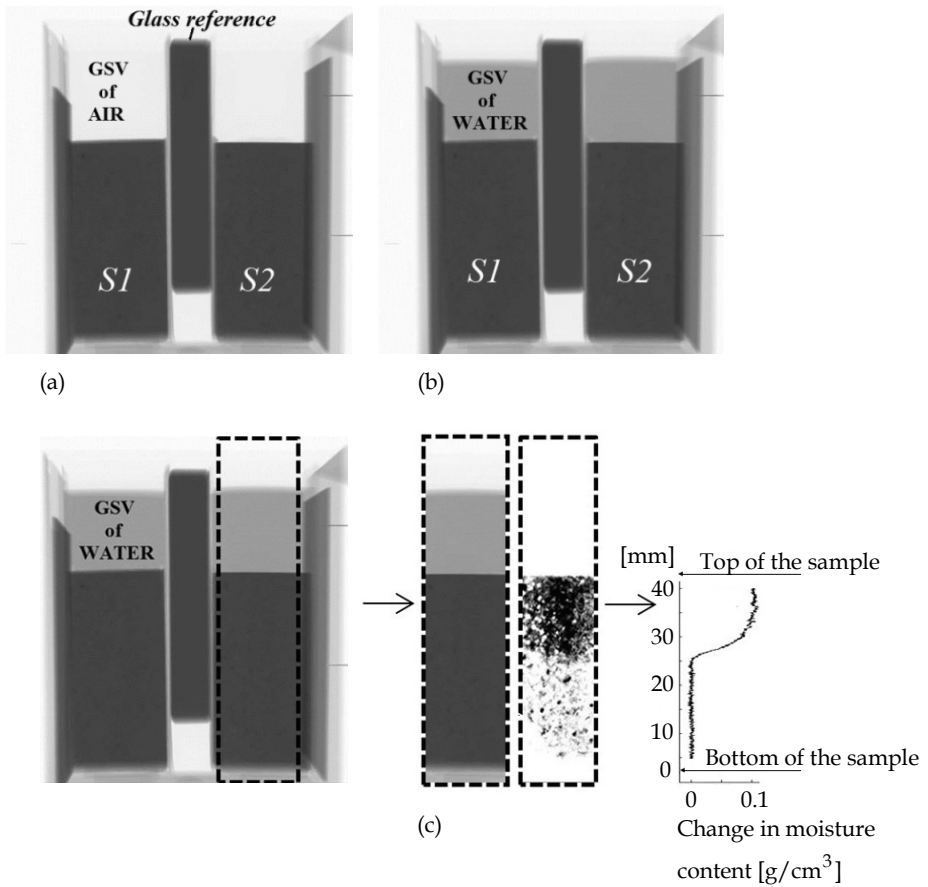 Glass reference
GSV
of
AIR
S1
S2
GSV
of
WATER
S1
S2
(a)
(b)
GSV
of
WATER
[mm]
Top of the sample
40
30
20
10
Bottom of the sample
0
0
0.1
(c)
Change in moisture
content [g/cm³]